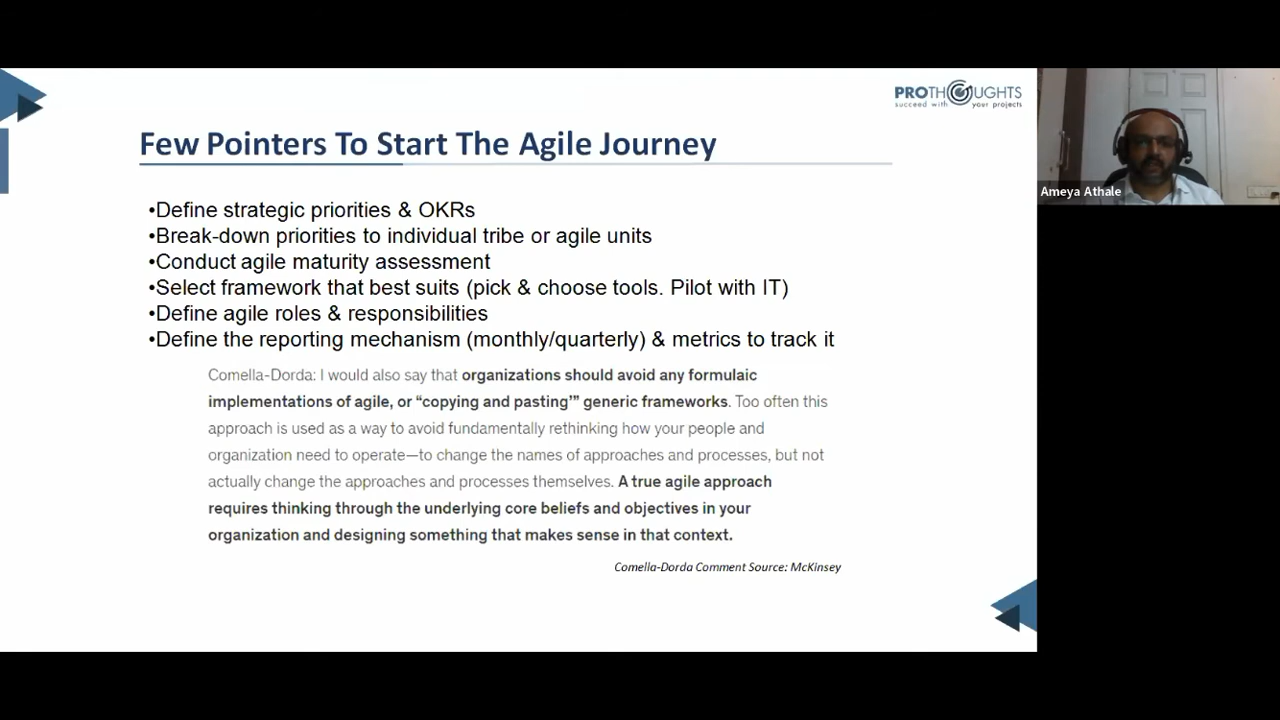 PROTHOUGHTS
succeed with your projects
Few Pointers To Start The Agile Journey
•Define strategic priorities & OKRs
•Break-down priorities to individual tribe or agile units
•Conduct agile maturity assessment
•Select framework that best suits (pick & choose tools. Pilot with IT)
•Define agile roles & responsibilities
•Define the reporting mechanism (monthly/quarterly) & metrics to track it
Comella-Dorda: I would also say that organizations should avoid any formulaic
implementations of agile, or “copying and pasting’” generic frameworks. Too often this
approach is used as a way to avoid fundamentally rethinking how your people and
organization need to operate—to change the names of approaches and processes, but not
actually change the approaches and processes themselves. A true agile approach
requires thinking through the underlying core beliefs and objectives in your
organization and designing something that makes sense in that context.
Comella-Dorda Comment Source: McKinsey
Ameya Athale